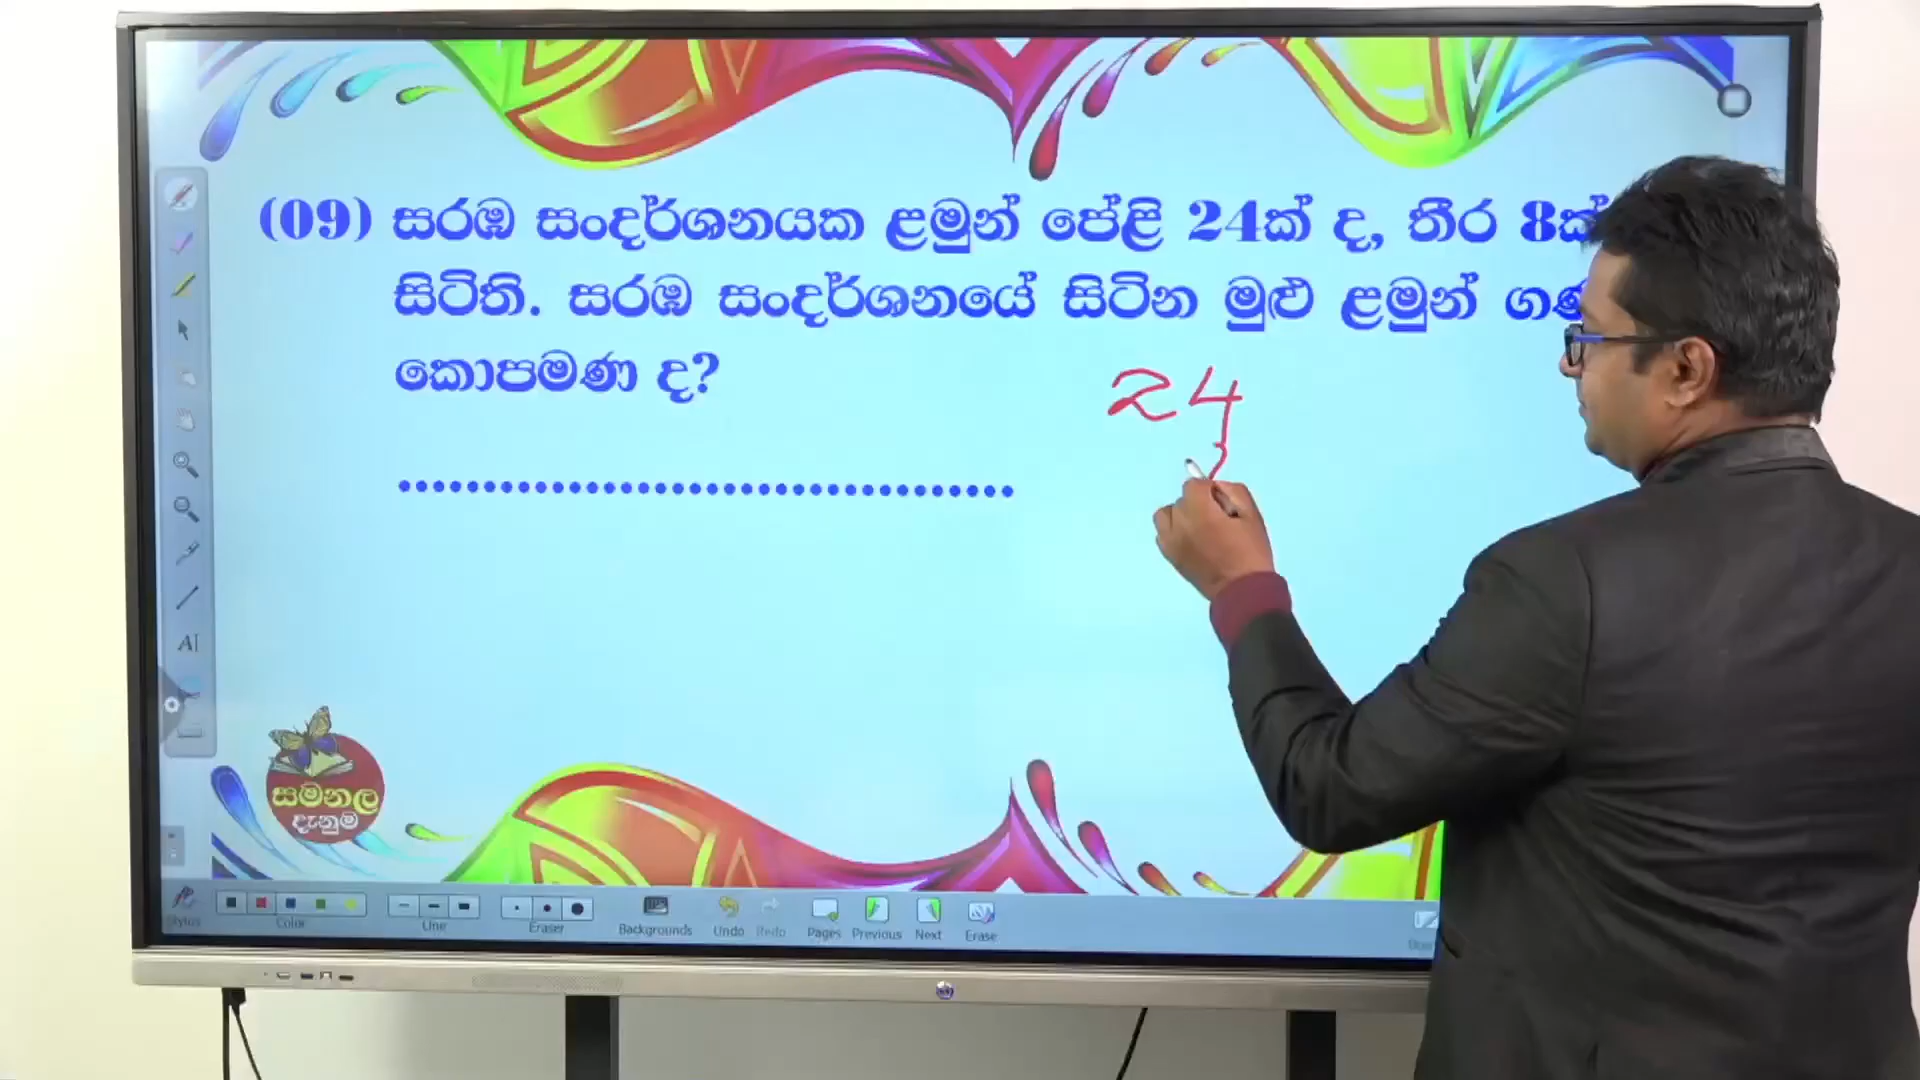 (09) සරඹ සංදර්ශනයක ළමුන් පේළි 24ක් ද, තීර 8ක්
සිටිති. සරඹ සංදර්ශනයේ සිටින මුළු ළමුන්
කොපමණ ද?
24
සමනල
දැනුම
Stylus
Color
Line
Eraser
Backgrounds
Undo
Redo
Pages
Previous
Next
Erase